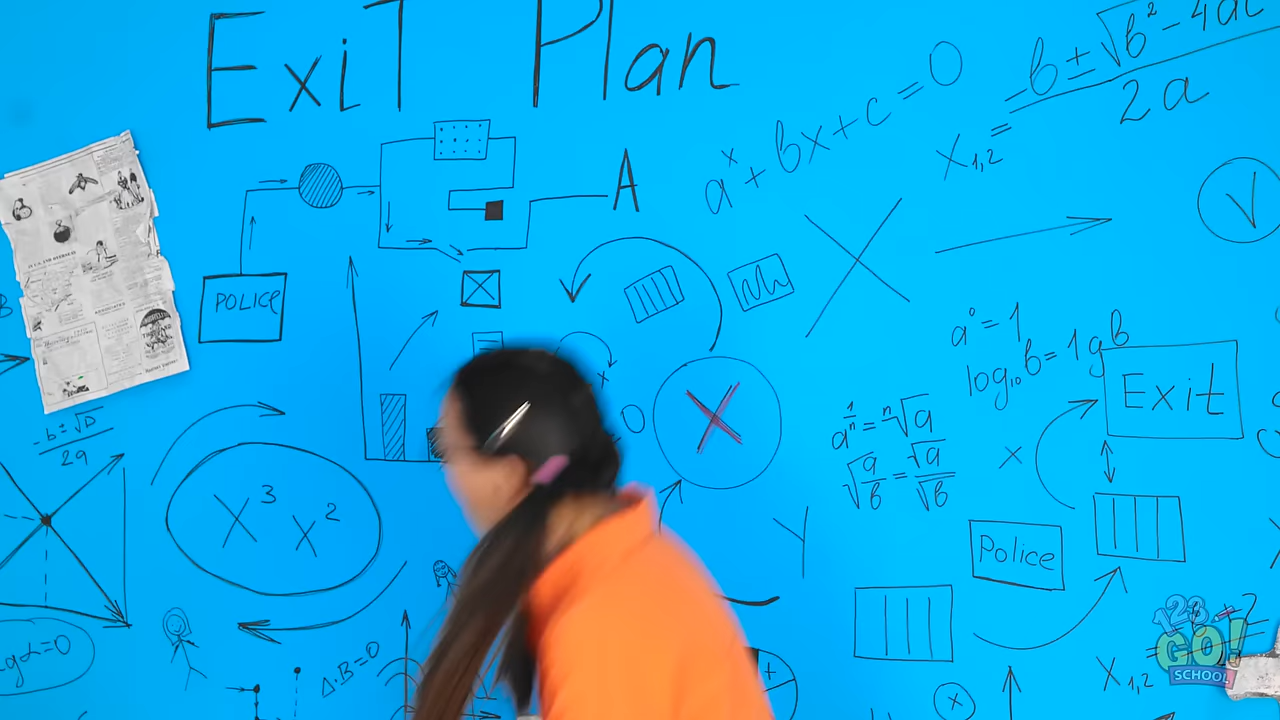 ExiT Plan
a^x + bx + c = 0
X₁,₂ = -b ± √b² - 4ac / 2a
A
V
POLICE
a⁰ = 1
log₁₀ b = lg b
Exit
-b ± √D
2a
X
a^(1/n) = ⁿ√a
√(a/b) = √a / √b
X
X³ X²
Y
Police
Δ·B=0
X₁,₂ =
123
GO!
SCHOOL